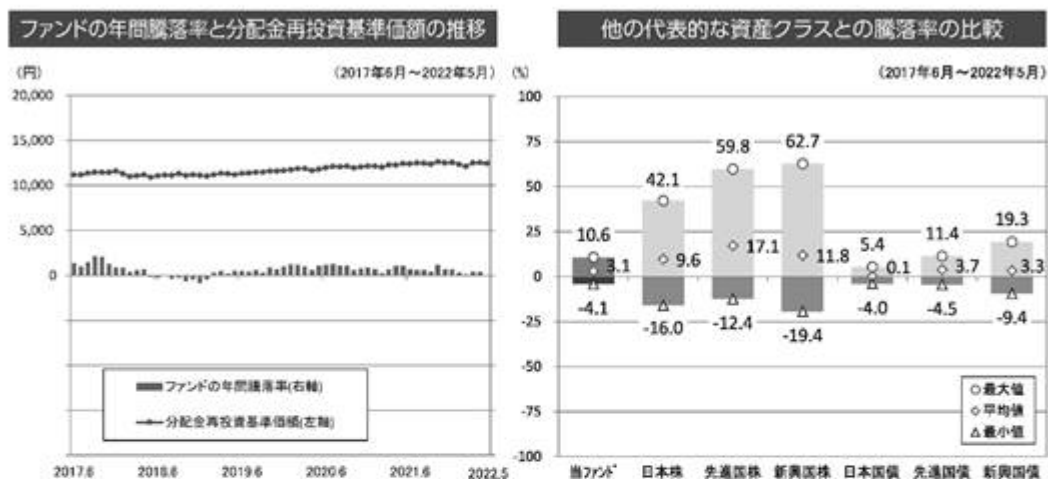 ファンドの年間騰落率と分配金再投資基準価額の推移
(円)
(2017年6月～2022年5月)
20,000
15,000
10,000
5,000
0
ファンドの年間騰落率(右軸)
分配金再投資基準価額(左軸)
2017.6 2018.6 2019.6 2020.6 2021.6 2022.5
他の代表的な資産クラスとの騰落率の比較
(%)
(2017年6月～2022年5月)
100
75
50
25
0
-25
-50
-75
-100
10.6 42.1 59.8 62.7 5.4 11.4 19.3
3.1 9.6 17.1 11.8 0.1 3.7 3.3
-4.1 -16.0 -12.4 -19.4 -4.0 -4.5 -9.4
○最大値
◇平均値
△最小値
当ファンド 日本株 先進国株 新興国株 日本国債 先進国債 新興国債